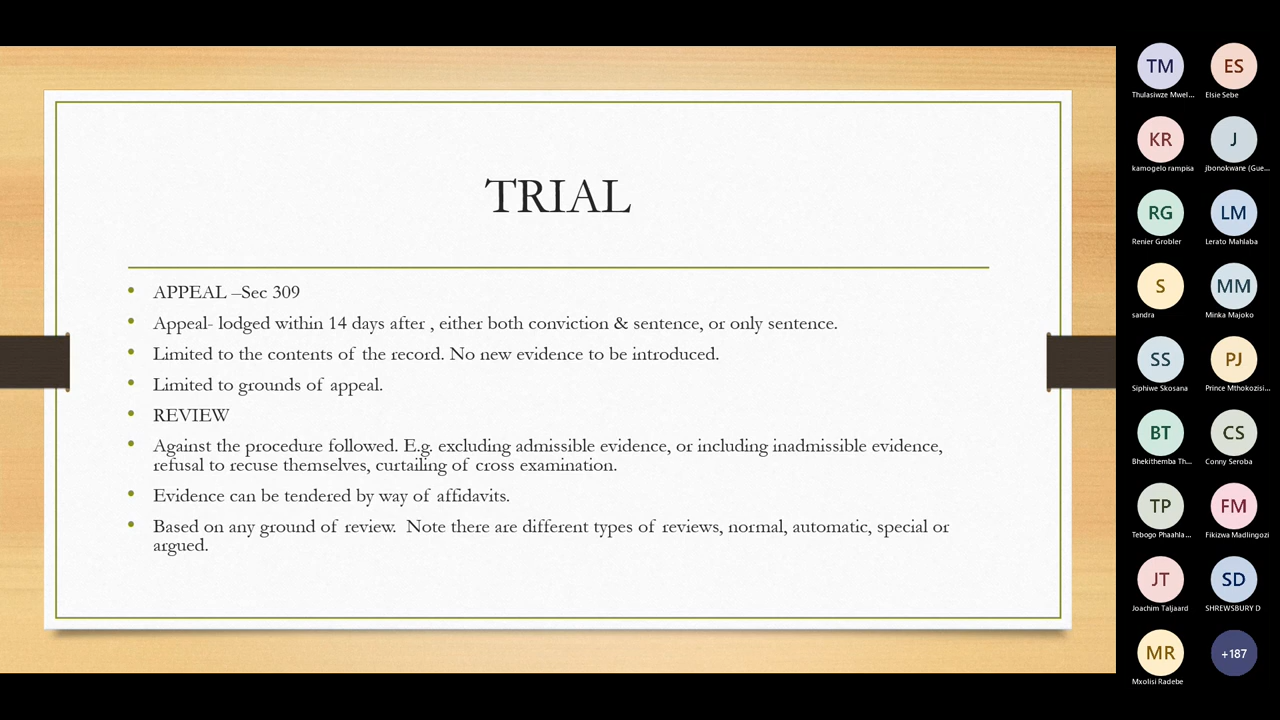 TRIAL
APPEAL –Sec 309
Appeal- lodged within 14 days after , either both conviction & sentence, or only sentence.
Limited to the contents of the record. No new evidence to be introduced.
Limited to grounds of appeal.
REVIEW
Against the procedure followed. E.g. excluding admissible evidence, or including inadmissible evidence,
refusal to recuse themselves, curtailing of cross examination.
Evidence can be tendered by way of affidavits.
Based on any ground of review. Note there are different types of reviews, normal, automatic, special or
argued.
TM ES
Thulasiwze Mwel... Elsie Sebe
KR J
kamogelo rampisa jbonokwane (Gue...
RG LM
Renier Grobler Lerato Mahlaba
S MM
sandra Minka Majoko
SS PJ
Siphiwe Skosana Prince Mthokozisi...
BT CS
Bhekithemba Th... Conny Seroba
TP FM
Tebogo Phaahla... Fikizwa Madlingozi
JT SD
Joachim Taljaard SHREWSBURY D
MR +187
Mxolisi Radebe